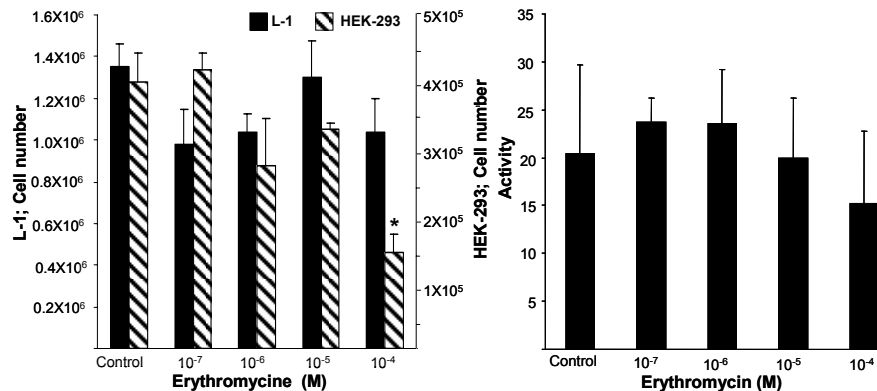 L-1 HEK-293
L-1; Cell number
1.6X10⁶
1.4X10⁶
1.2X10⁶
1.0X10⁶
0.8X10⁶
0.6X10⁶
0.4X10⁶
0.2X10⁶
*
5X10⁵
4X10⁵
3X10⁵
2X10⁵
1X10⁵
HEK-293; Cell number
Control 10⁻⁷ 10⁻⁶ 10⁻⁵ 10⁻⁴
Erythromycine (M)
Activity
35
30
25
20
15
25
5
Control 10⁻⁷ 10⁻⁶ 10⁻⁵ 10⁻⁴
Erythromycin (M)